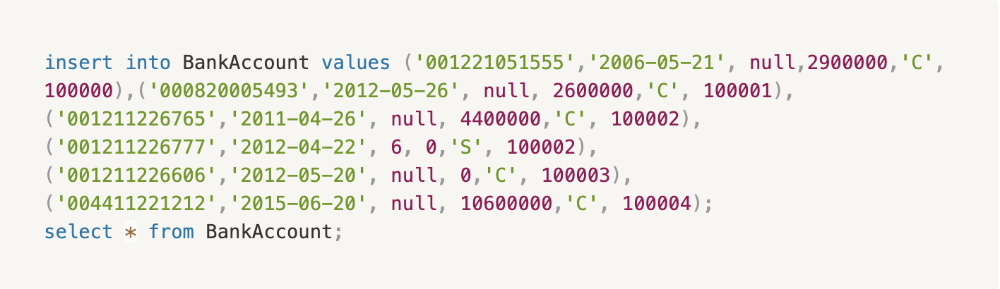 insert into BankAccount values ('001221051555','2006-05-21', null,2900000,'C',
100000),('000820005493','2012-05-26', null, 2600000,'C', 100001),
('001211226765','2011-04-26', null, 4400000,'C', 100002),
('001211226777','2012-04-22', 6, 0,'S', 100002),
('001211226606','2012-05-20', null, 0,'C', 100003),
('004411221212','2015-06-20', null, 10600000,'C', 100004);
select * from BankAccount;